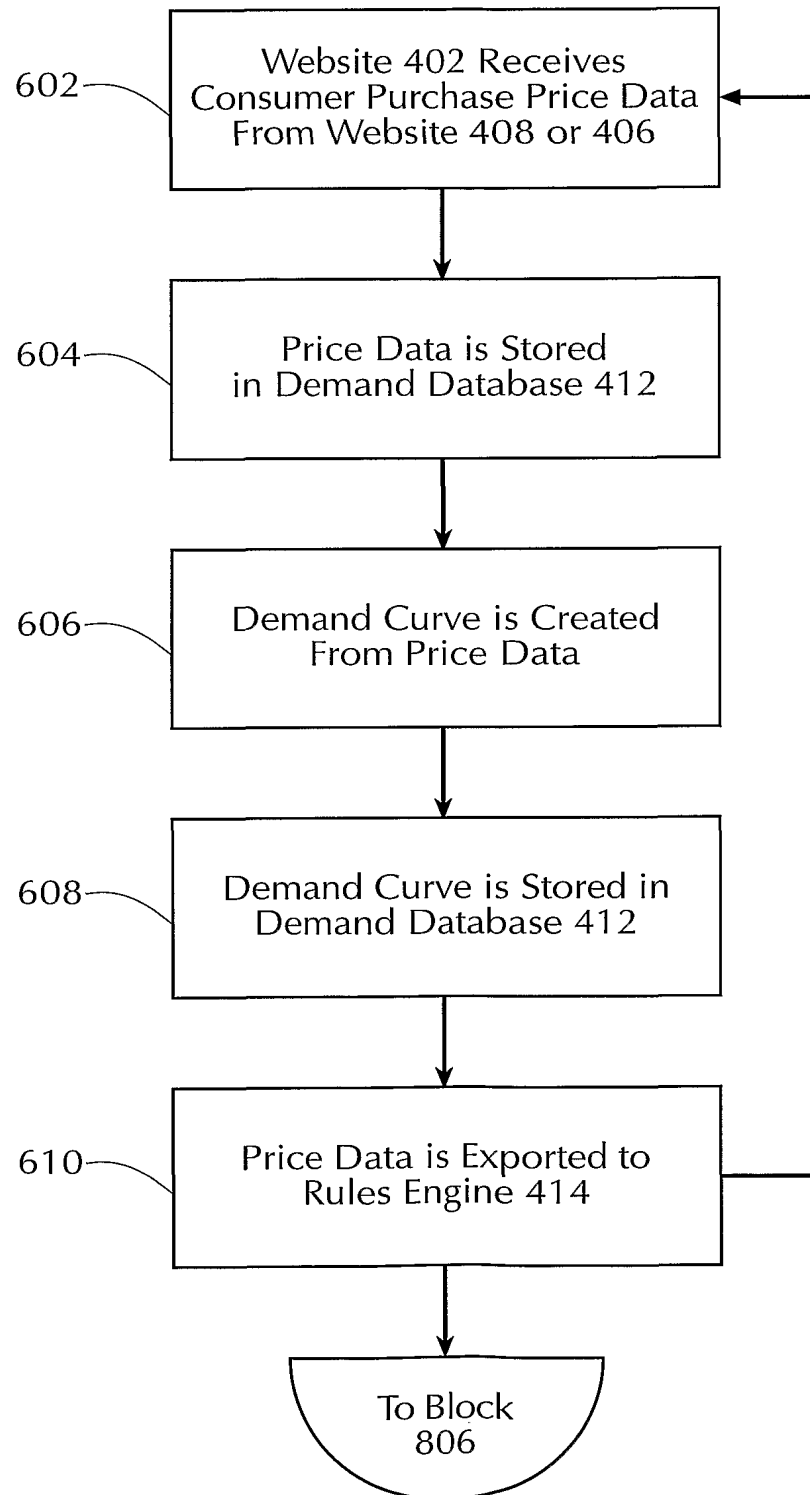 602
Website 402 Receives
Consumer Purchase Price Data
From Website 408 or 406
604
Price Data is Stored
in Demand Database 412
606
Demand Curve is Created
From Price Data
608
Demand Curve is Stored in
Demand Database 412
610
Price Data is Exported to
Rules Engine 414
To Block
806